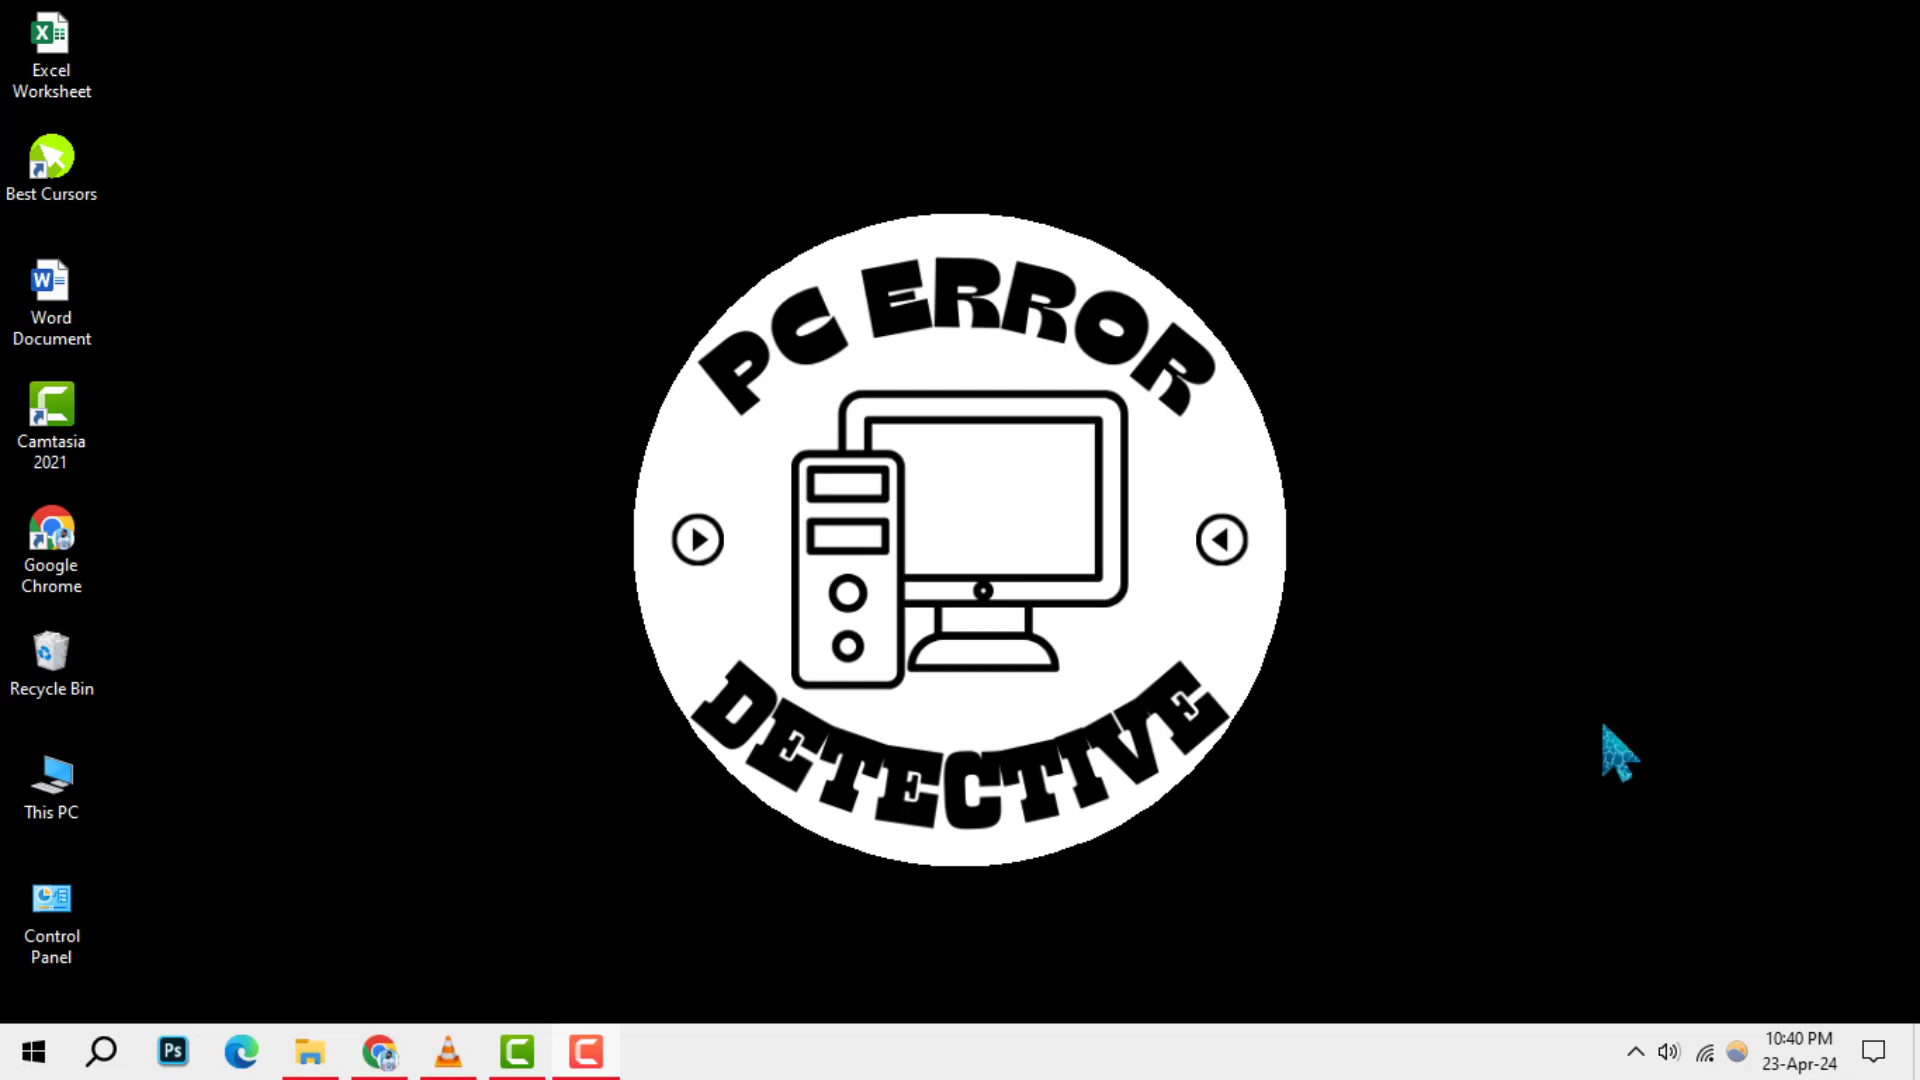 Excel
Worksheet
Best Cursors
Word
Document
Camtasia
2021
Google
Chrome
Recycle Bin
This PC
Control
Panel
PC ERROR
DETECTIVE
Ps
10:40 PM
23-Apr-24